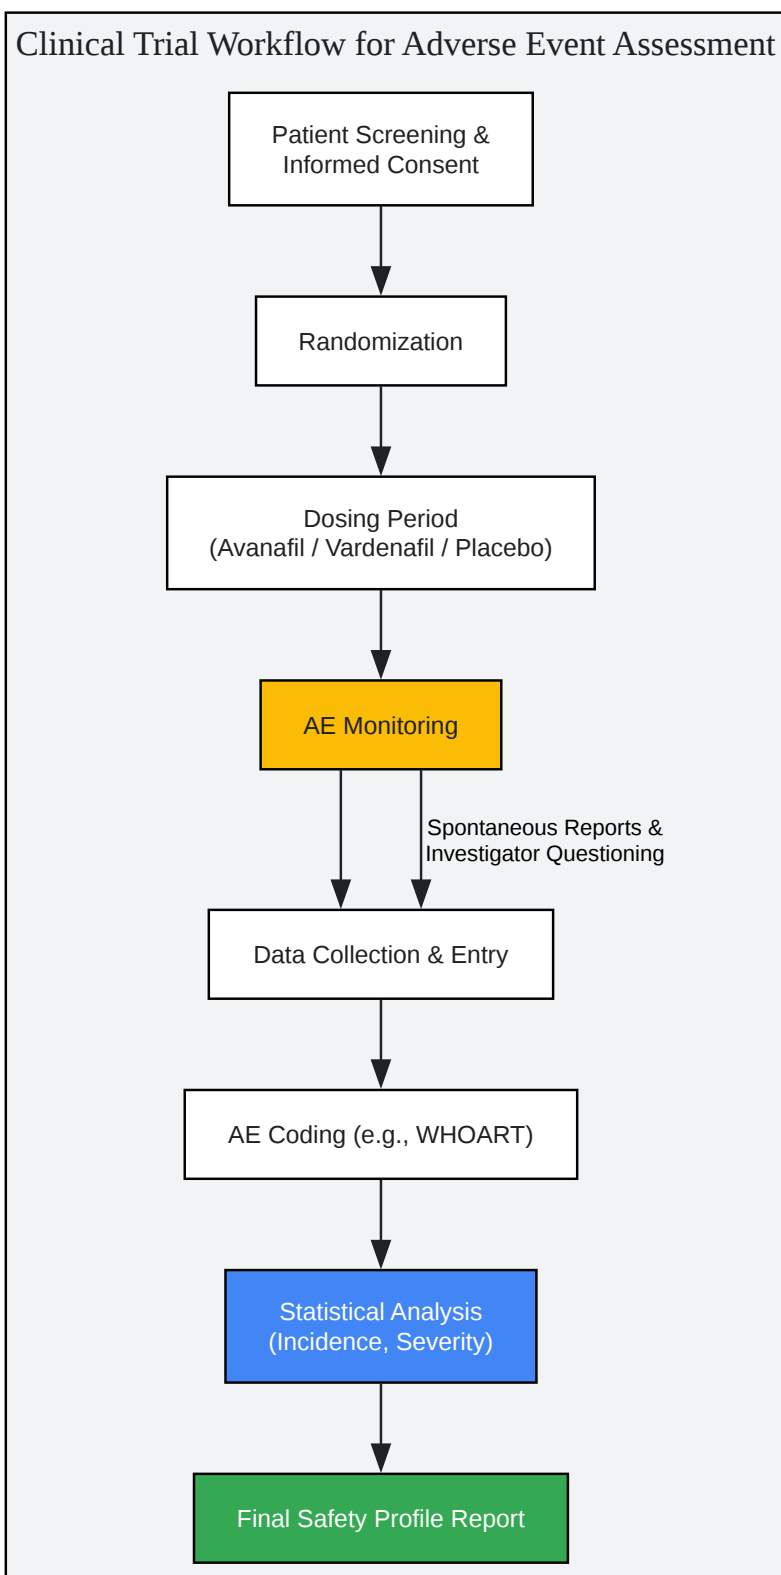 Clinical Trial Workflow for Adverse Event Assessment
Patient Screening &
Informed Consent
Randomization
Dosing Period
(Avanafil / Vardenafil / Placebo)
AE Monitoring
Spontaneous Reports &
Investigator Questioning
Data Collection & Entry
AE Coding (e.g., WHOART)
Statistical Analysis
(Incidence, Severity)
Final Safety Profile Report